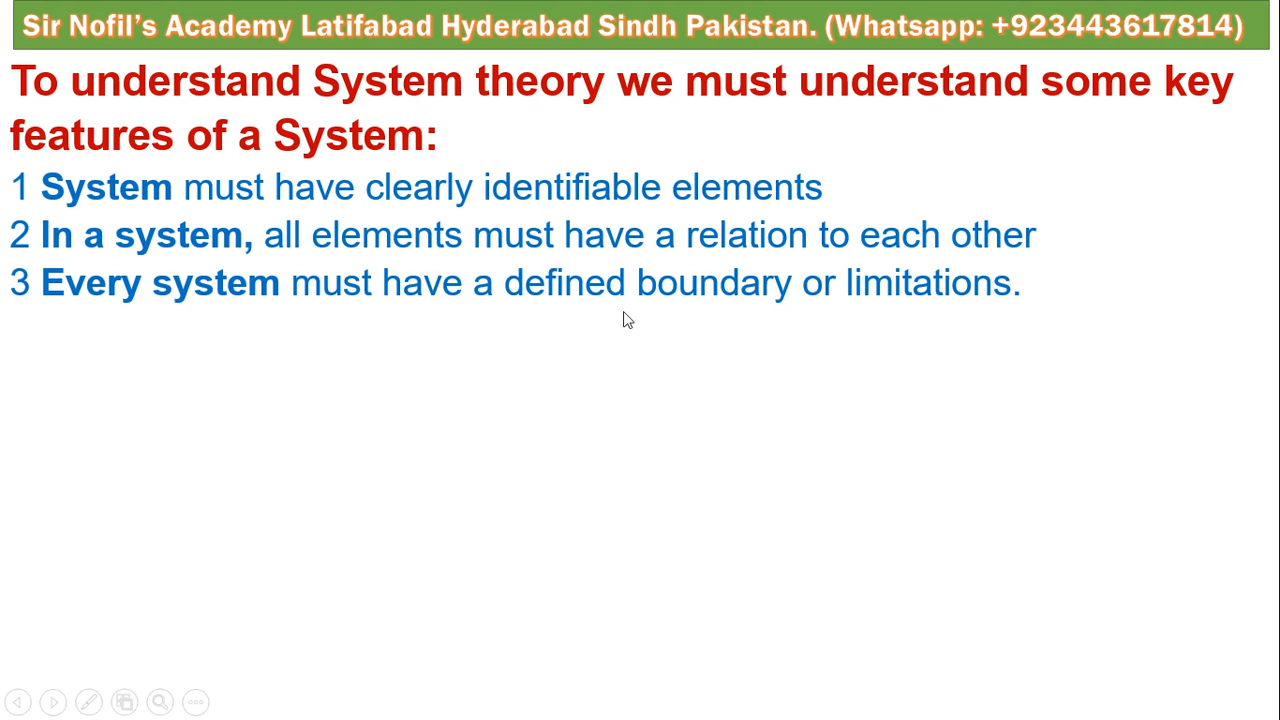 Sir Nofil’s Academy Latifabad Hyderabad Sindh Pakistan. (Whatsapp: +923443617814)
To understand System theory we must understand some key
features of a System:
1 System must have clearly identifiable elements
2 In a system, all elements must have a relation to each other
3 Every system must have a defined boundary or limitations.